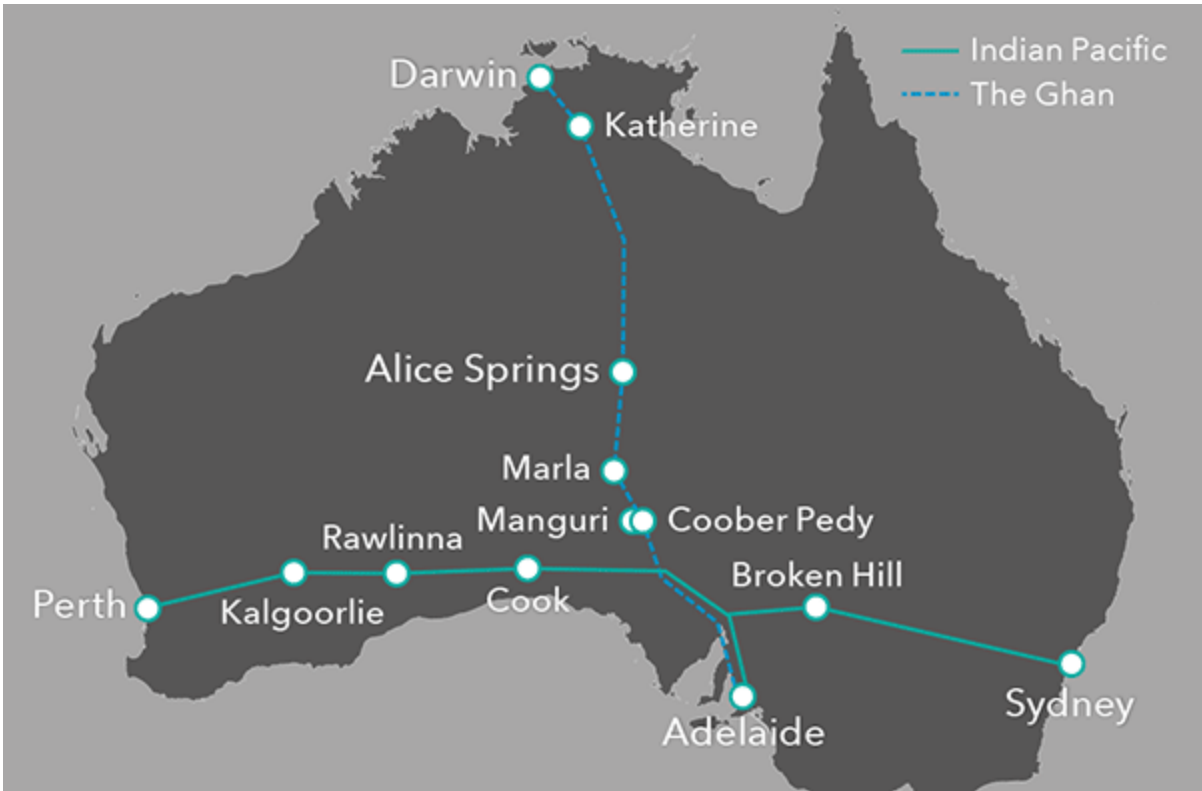 Indian Pacific
The Ghan
Darwin
Katherine
Alice Springs
Marla
Manguri
Coober Pedy
Rawlinna
Broken Hill
Perth
Kalgoorlie
Cook
Sydney
Adelaide